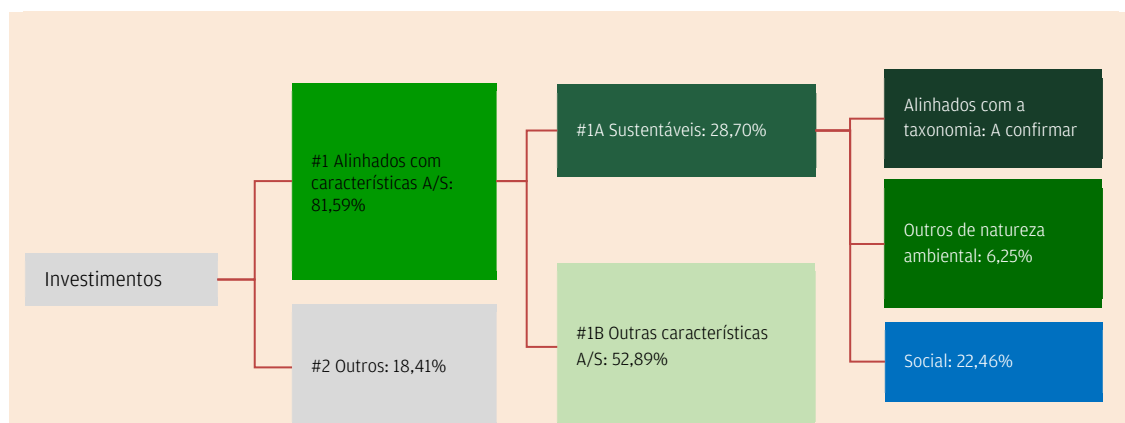 Investimentos
#1 Alinhados com
características A/S:
81,59%
#2 Outros: 18,41%
#1A Sustentáveis: 28,70%
#1B Outras características
A/S: 52,89%
Alinhados com a
taxonomia: A confirmar
Outros de natureza
ambiental: 6,25%
Social: 22,46%